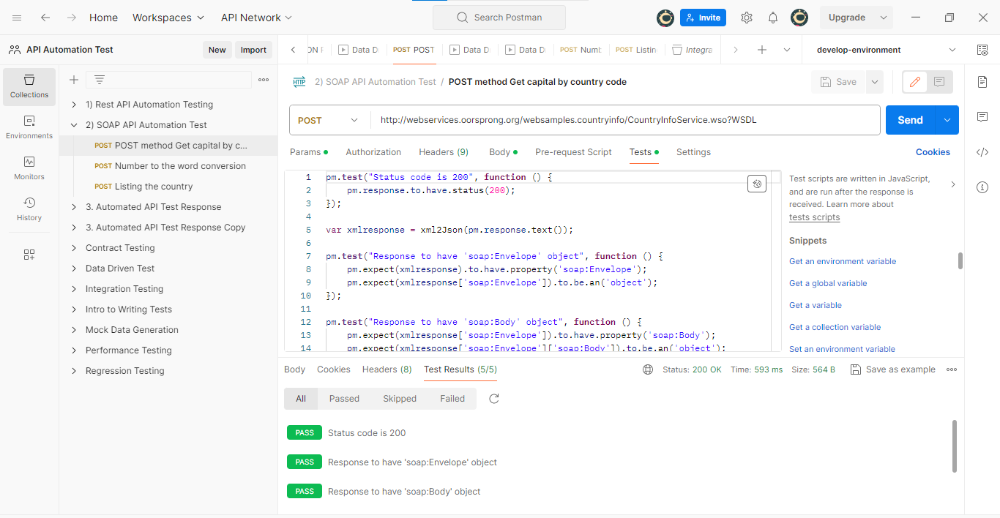 Home Workspaces API Network Search Postman Invite Upgrade
API Automation Test New Import
ON Data D POST POST Data D Data D POST Numb POST Listin Integra develop-environment
Collections
Environments
Monitors
History
1) Rest API Automation Testing
2) SOAP API Automation Test
POST POST method Get capital by c...
POST Number to the word conversion
POST Listing the country
3. Automated API Test Response
3. Automated API Test Response Copy
Contract Testing
Data Driven Test
Integration Testing
Intro to Writing Tests
Mock Data Generation
Performance Testing
Regression Testing
HTTP 2) SOAP API Automation Test / POST method Get capital by country code Save
POST http://webservices.oorsprong.org/websamples.countryinfo/CountryInfoService.wso?WSDL Send
Params Authorization Headers (9) Body Pre-request Script Tests Settings Cookies
1 pm.test("Status code is 200", function () {
2 pm.response.to.have.status(200);
3 });
4
5 var xmlresponse = xml2Json(pm.response.text());
6
7 pm.test("Response to have 'soap:Envelope' object", function () {
8 pm.expect(xmlresponse).to.have.property('soap:Envelope');
9 pm.expect(xmlresponse['soap:Envelope']).to.be.an('object');
10 });
11
12 pm.test("Response to have 'soap:Body' object", function () {
13 pm.expect(xmlresponse['soap:Envelope']).to.have.property('soap:Body');
14 pm.expect(xmlresponse['soap:Envelope']['soap:Body']).to.be.an('object');
Test scripts are written in JavaScript,
and are run after the response is
received. Learn more about
tests scripts
Snippets
Get an environment variable
Get a global variable
Get a variable
Get a collection variable
Set an environment variable
Body Cookies Headers (8) Test Results (5/5) Status: 200 OK Time: 593 ms Size: 564 B Save as example
All Passed Skipped Failed
PASS Status code is 200
PASS Response to have 'soap:Envelope' object
PASS Response to have 'soap:Body' object